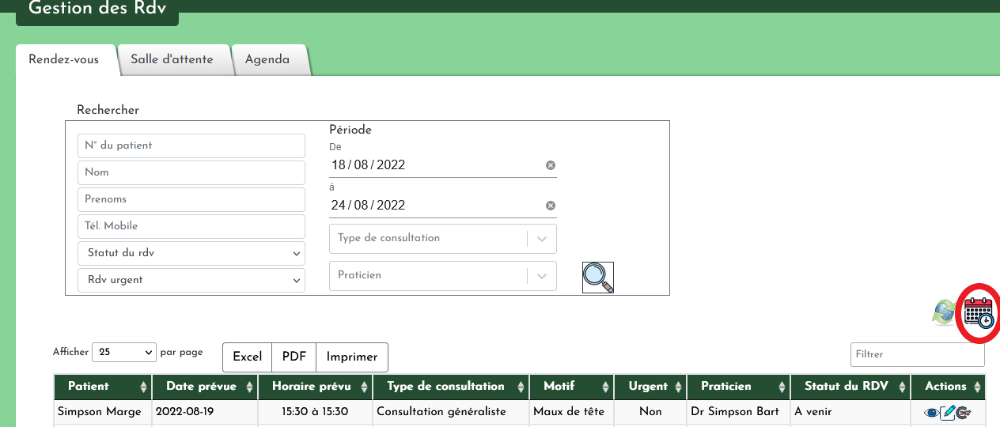 Gestion des Rdv
Rendez-vous
Salle d'attente
Agenda
Rechercher
N° du patient
Nom
Prenoms
Tél. Mobile
Statut du rdv
Rdv urgent
Période
De
18 / 08 / 2022
à
24 / 08 / 2022
Type de consultation
Praticien
Afficher 25 par page
Excel PDF Imprimer
Filtrer
Patient Date prévue Horaire prévu Type de consultation Motif Urgent Praticien Statut du RDV Actions
Simpson Marge 2022-08-19 15:30 à 15:30 Consultation généraliste Maux de tête Non Dr Simpson Bart A venir